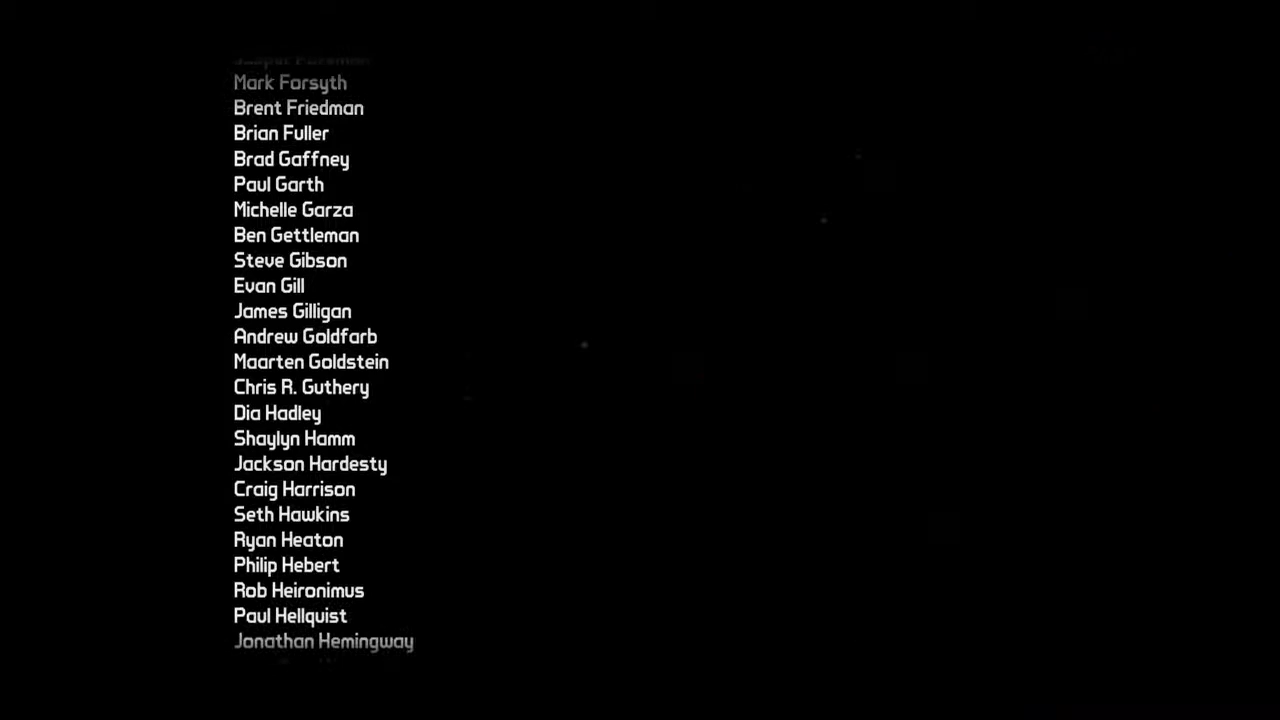 Mark Forsyth
Brent Friedman
Brian Fuller
Brad Gaffney
Paul Garth
Michelle Garza
Ben Gettleman
Steve Gibson
Evan Gill
James Gilligan
Andrew Goldfarb
Maarten Goldstein
Chris R. Guthery
Dia Hadley
Shaylyn Hamm
Jackson Hardesty
Craig Harrison
Seth Hawkins
Ryan Heaton
Philip Hebert
Rob Heironimus
Paul Hellquist
Jonathan Hemingway